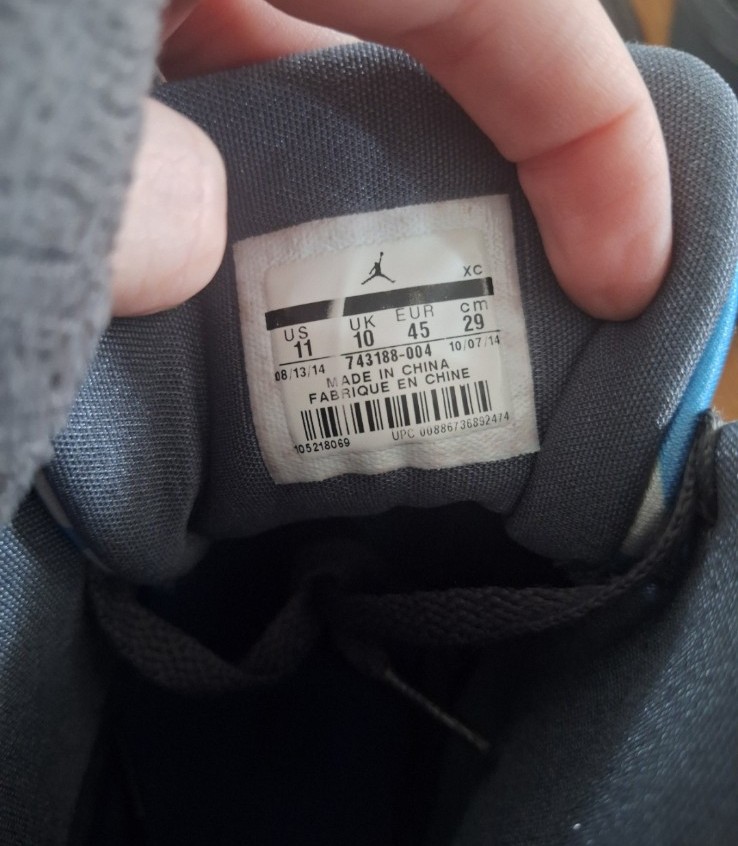 XC
US UK EUR cm
11 10 45 29
08/13/14 743188-004 10/07/14
MADE IN CHINA
FABRIQUE EN CHINE
105218069 UPC 00886736892474